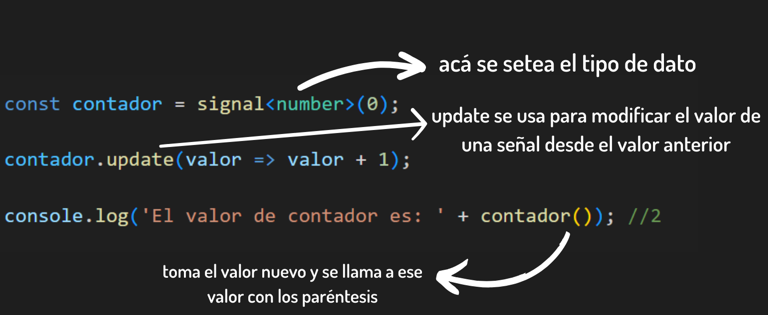 acá se setea el tipo de dato
const contador = signal<number>(0);
update se usa para modificar el valor de
una señal desde el valor anterior
contador.update(valor => valor + 1);
console.log('El valor de contador es: ' + contador()); //2
toma el valor nuevo y se llama a ese
valor con los paréntesis